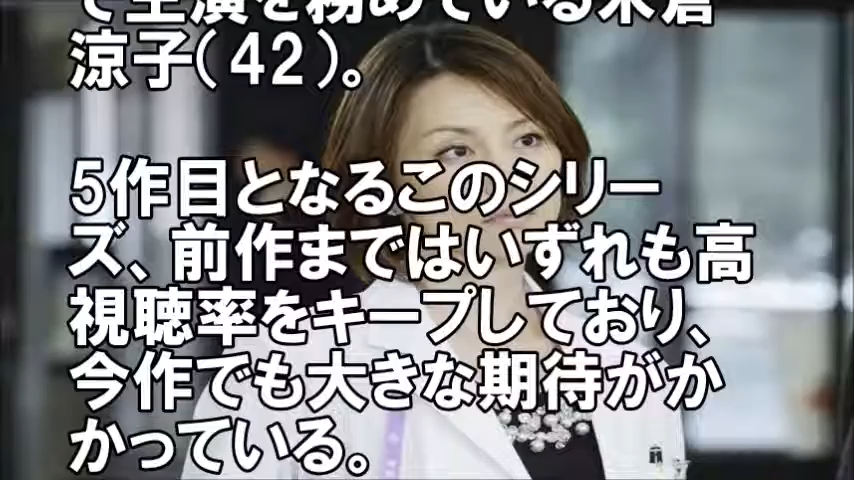 で主演を務めている米倉
涼子(42)。
5作目となるこのシリー
ズ、前作まではいずれも高
視聴率をキープしており、
今作でも大きな期待がか
かっている。